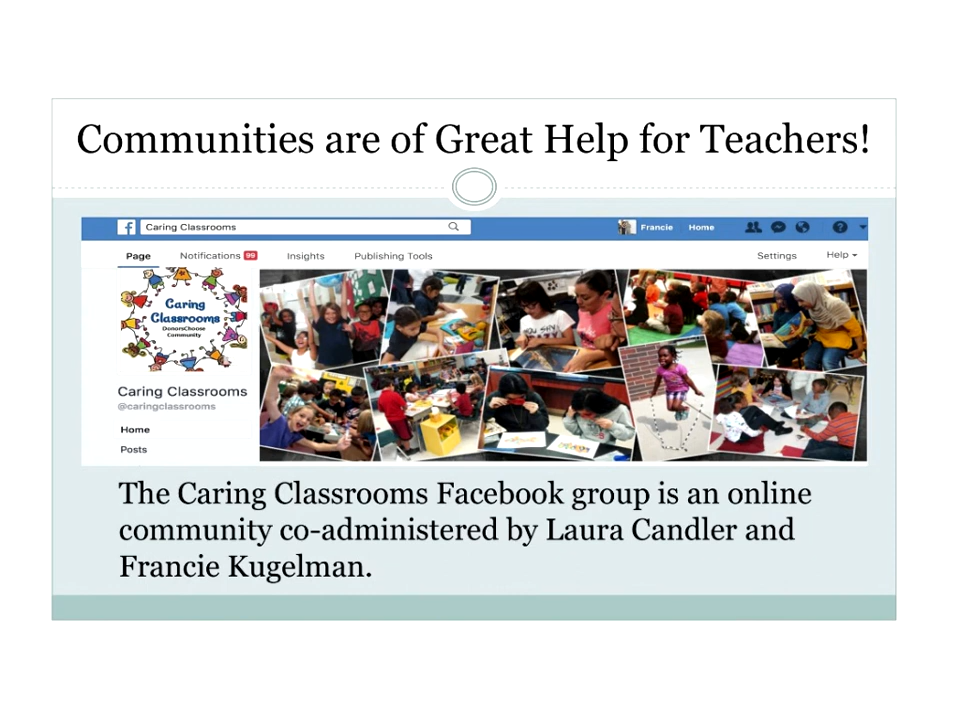 Communities are of Great Help for Teachers!
f Caring Classrooms Francie Home
Page Notifications 99 Insights Publishing Tools Settings Help
Caring
Classrooms
DonorsChoose
Community
Caring Classrooms
@caringclassrooms
Home
Posts
The Caring Classrooms Facebook group is an online
community co-administered by Laura Candler and
Francie Kugelman.